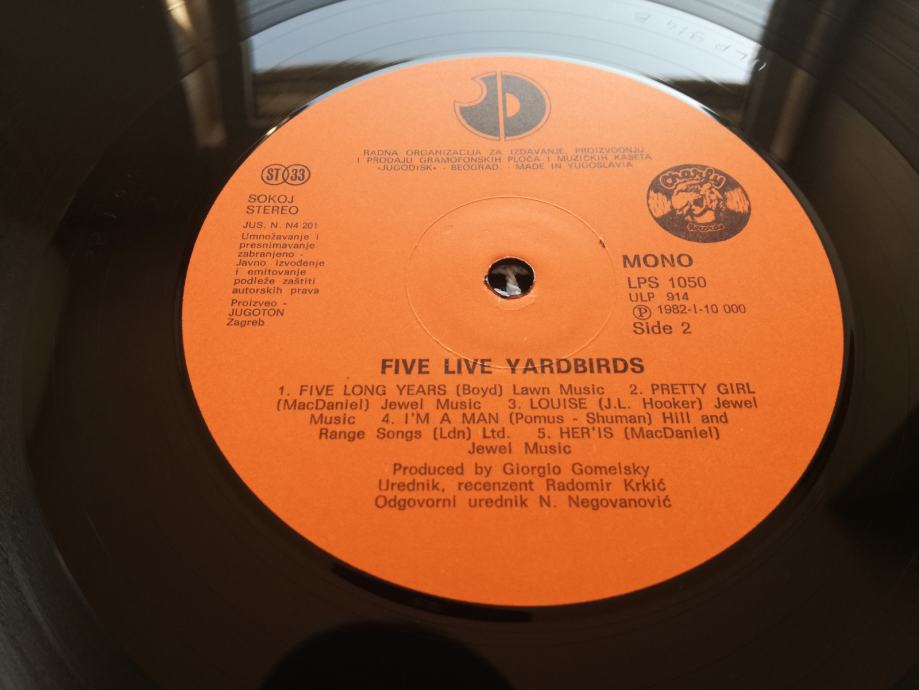 RADNA ORGANIZACIJA ZA IZDAVANJE, PROIZVODNJU
I PRODAJU GRAMOFONSKIH PLOČA I MUZIČKIH KASETA
»JUGODISK« - BEOGRAD - MADE IN YUGOSLAVIA
ST 33
SOKOJ
STEREO
JUS. N. N4 201
Umnožavanje i
presnimavanje
zabranjeno -
Javno izvođenje
i emitovanje
podleže zaštiti
autorskih prava
Proizveo -
JUGOTON
Zagreb
Charly
Records
MONO
LPS 1050
ULP 914
Ⓟ 1982-I-10 000
Side 2
FIVE LIVE YARDBIRDS
1. FIVE LONG YEARS (Boyd) Lawn Music 2. PRETTY GIRL
(MacDaniel) Jewel Music 3. LOUISE (J.L. Hooker) Jewel
Music 4. I'M A MAN (Pomus - Shuman) Hill and
Range Songs (Ldn) Ltd. 5. HER'IS (MacDaniel)
Jewel Music
Produced by Giorgio Gomelsky
Urednik, recenzent Radomir Krkić
Odgovorni urednik N. Negovanović